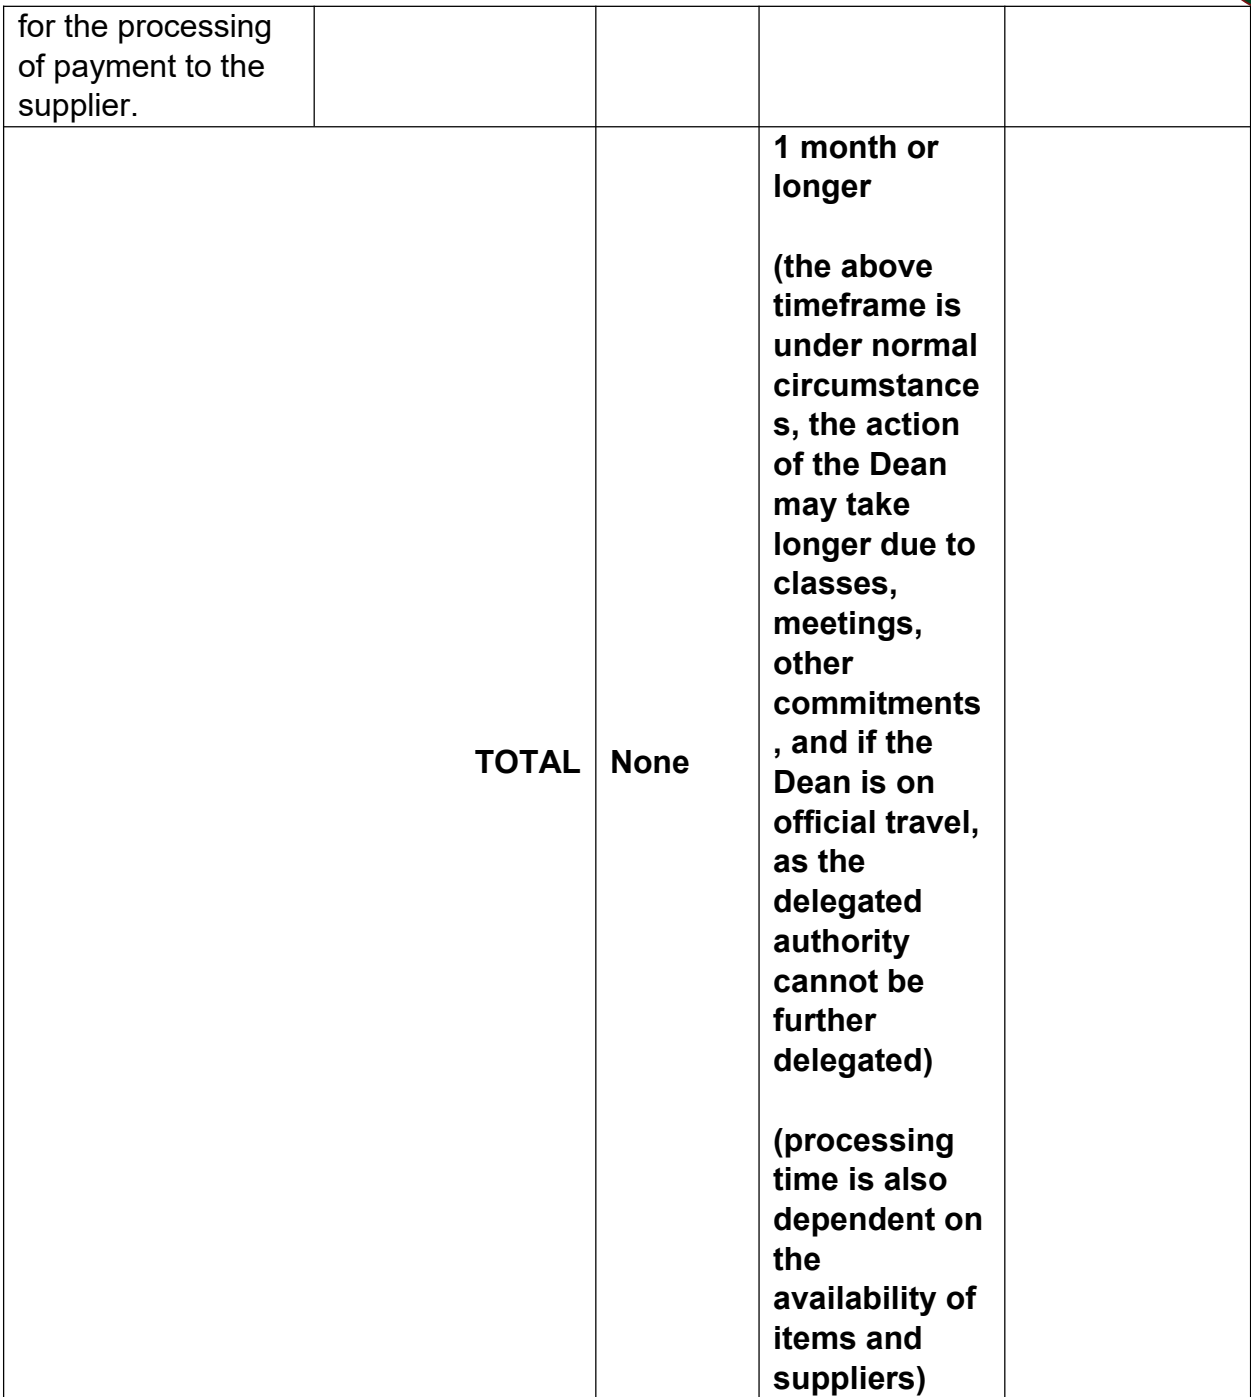 for the processing
of payment to the
supplier.
TOTAL
None
1 month or
longer
(the above
timeframe is
under normal
circumstance
s, the action
of the Dean
may take
longer due to
classes,
meetings,
other
commitments
, and if the
Dean is on
official travel,
as the
delegated
authority
cannot be
further
delegated)
(processing
time is also
dependent on
the
availability of
items and
suppliers)